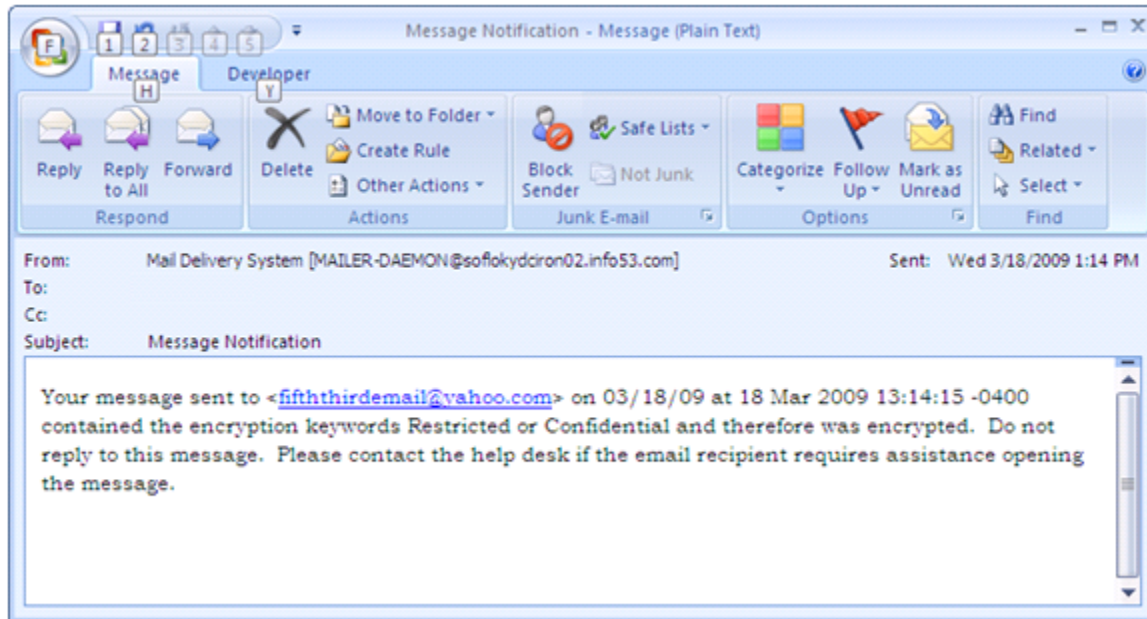 Message Notification - Message (Plain Text)
F 1 2 3 4 5
Message Developer
H Y
Reply Reply to All Forward
Respond
Delete Move to Folder
Create Rule
Other Actions
Actions
Block Sender Safe Lists
Not Junk
Junk E-mail
Categorize Follow Up Mark as Unread
Options
Find
Related
Select
Find
From: Mail Delivery System [MAILER-DAEMON@soflokydciron02.info53.com] Sent: Wed 3/18/2009 1:14 PM
To:
Cc:
Subject: Message Notification
Your message sent to <fifththirdemail@yahoo.com> on 03/18/09 at 18 Mar 2009 13:14:15 -0400
contained the encryption keywords Restricted or Confidential and therefore was encrypted.  Do not
reply to this message.  Please contact the help desk if the email recipient requires assistance opening
the message.